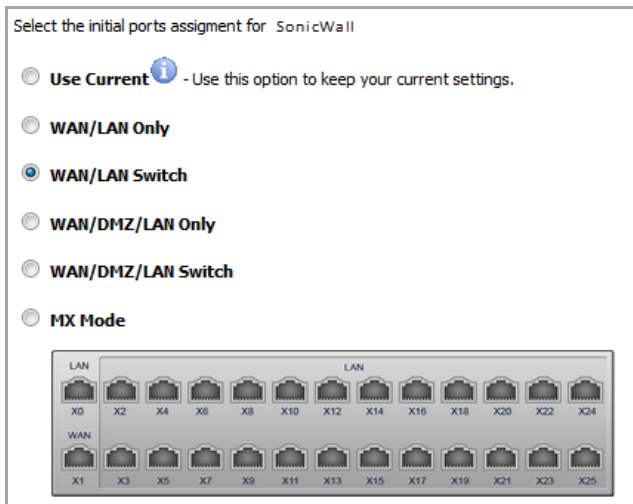 Select the initial ports assigment for SonicWall
Use Current i - Use this option to keep your current settings.
WAN/LAN Only
WAN/LAN Switch
WAN/DMZ/LAN Only
WAN/DMZ/LAN Switch
MX Mode
LAN LAN
X0 X2 X4 X6 X8 X10 X12 X14 X16 X18 X20 X22 X24
WAN
X1 X3 X5 X7 X9 X11 X13 X15 X17 X19 X21 X23 X25